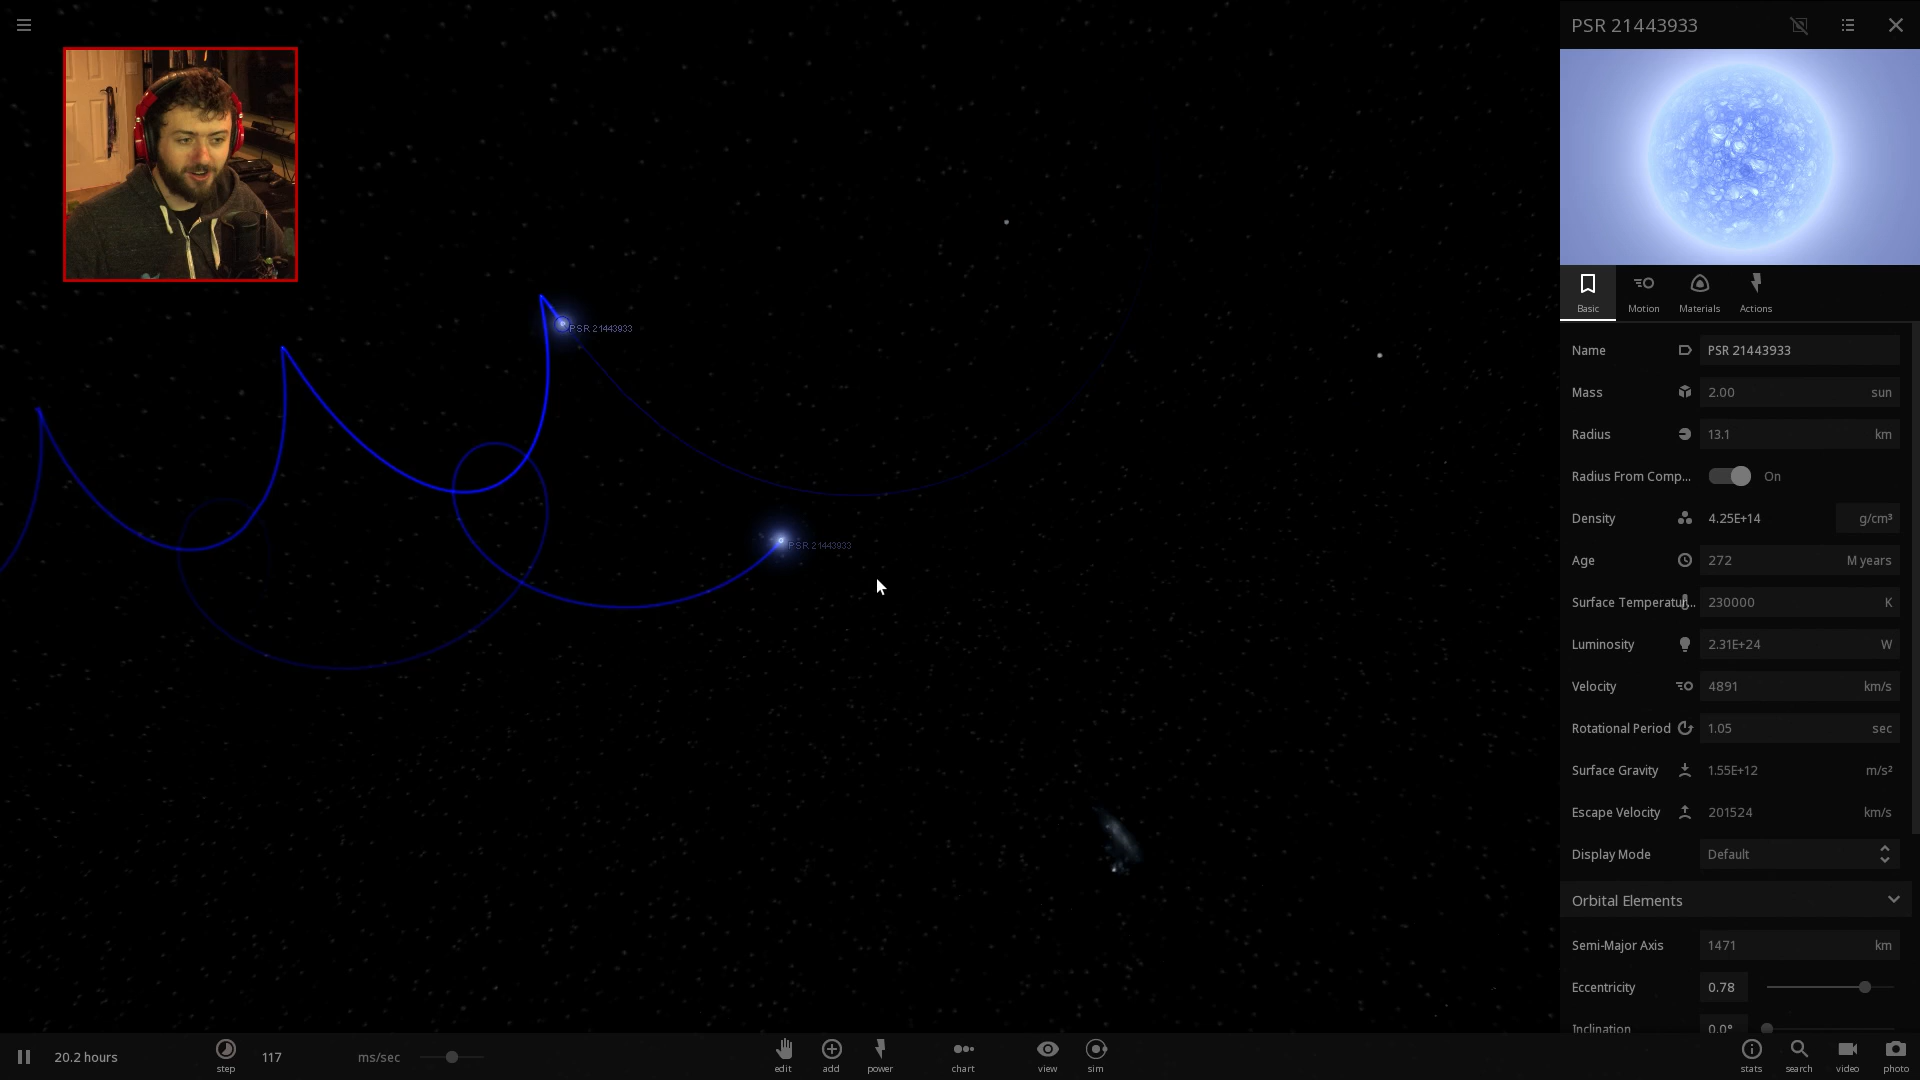 PSR 21443933
Basic
Motion
Materials
Actions
Name PSR 21443933
Mass 2.00 sun
Radius 13.1 km
Radius From Comp... On
Density 4.25E+14 g/cm³
Age 272 M years
Surface Temperatur... 230000 K
Luminosity 2.31E+24 W
Velocity 4891 km/s
Rotational Period 1.05 sec
Surface Gravity 1.55E+12 m/s²
Escape Velocity 201524 km/s
Display Mode Default
Orbital Elements
Semi-Major Axis 1471 km
Eccentricity 0.78
Inclination 0.0°
PSR 21443933
PSR 21443933
20.2 hours
step
117 ms/sec
edit
add
power
chart
view
sim
stats
search
video
photo